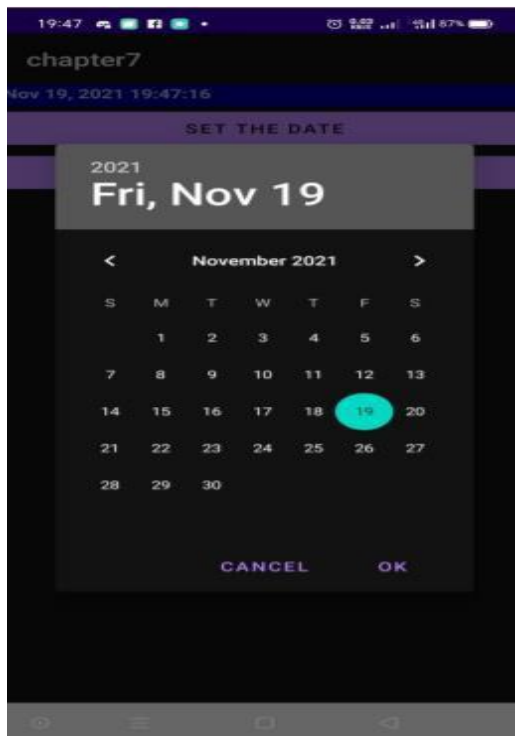 19:47 87%
chapter7
Nov 19, 2021 19:47:16
SET THE DATE
2021
Fri, Nov 19
< November 2021 >
S M T W T F S
1 2 3 4 5 6
7 8 9 10 11 12 13
14 15 16 17 18 19 20
21 22 23 24 25 26 27
28 29 30
CANCEL OK